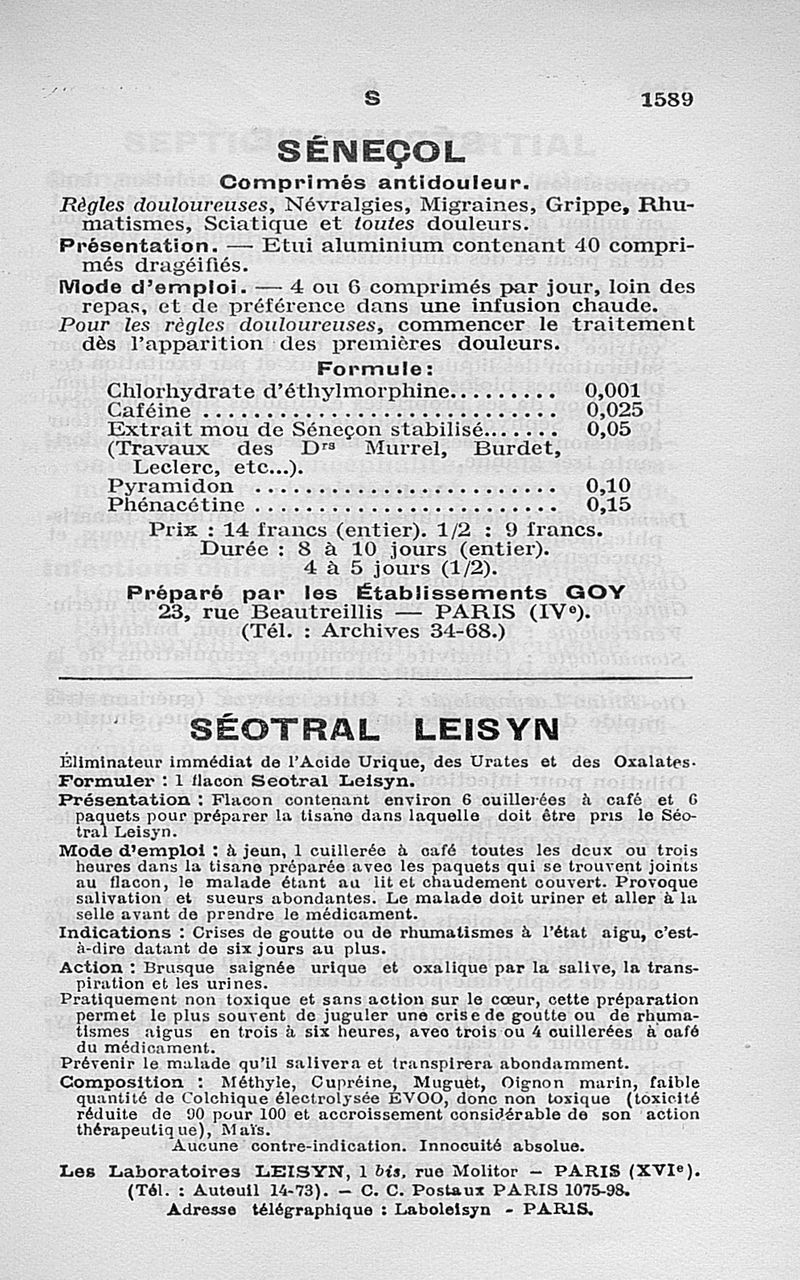 S 1589
SÉNEÇOL
Comprimés antidouleur.
Règles douloureuses, Névralgies, Migraines, Grippe, Rhu-
matismes, Sciatique et toutes douleurs.
Présentation. — Etui aluminium contenant 40 compri-
més dragéifiés.
Mode d'emploi. — 4 ou 6 comprimés par jour, loin des
repas, et de préférence dans une infusion chaude.
Pour les règles douloureuses, commencer le traitement
dès l'apparition des premières douleurs.
Formule:
Chlorhydrate d'éthylmorphine......... 0,001
Caféine ............................ 0,025
Extrait mou de Séneçon stabilisé....... 0,05
(Travaux des Drs Murrel, Burdet,
Leclerc, etc...).
Pyramidon ........................ 0,10
Phénacétine ........................ 0,15
Prix : 14 francs (entier). 1/2 : 9 francs.
Durée : 8 à 10 jours (entier).
4 à 5 jours (1/2).
Préparé par les Établissements GOY
23, rue Beautreillis — PARIS (IVe).
(Tél. : Archives 34-68.)
SÉOTRAL LEISYN
Éliminateur immédiat de l'Acide Urique, des Urates et des Oxalates.
Formuler : 1 flacon Seotral Leisyn.
Présentation : Flacon contenant environ 6 cuillerées à café et 6
paquets pour préparer la tisane dans laquelle doit être pris le Séo-
tral Leisyn.
Mode d'emploi : à jeun, 1 cuillerée à café toutes les deux ou trois
heures dans la tisane préparée avec les paquets qui se trouvent joints
au flacon, le malade étant au lit et chaudement couvert. Provoque
salivation et sueurs abondantes. Le malade doit uriner et aller à la
selle avant de prendre le médicament.
Indications : Crises de goutte ou de rhumatismes à l'état aigu, c'est-
à-dire datant de six jours au plus.
Action : Brusque saignée urique et oxalique par la salive, la trans-
piration et les urines.
Pratiquement non toxique et sans action sur le cœur, cette préparation
permet le plus souvent de juguler une crise de goutte ou de rhuma-
tismes aigus en trois à six heures, avec trois ou 4 cuillerées à café
du médicament.
Prévenir le malade qu'il salivera et transpirera abondamment.
Composition : Méthyle, Cupréine, Muguet, Oignon marin, faible
quantité de Colchique électrolysée EVOO, donc non toxique (toxicité
réduite de 90 pour 100 et accroissement considérable de son action
thérapeutique), Maïs.
Aucune contre-indication. Innocuité absolue.
Les Laboratoires LEISYN, 1 bis, rue Molitor — PARIS (XVIe).
(Tél. : Auteuil 14-73). — C. C. Postaux PARIS 1075-98.
Adresse télégraphique : Laboleisyn - PARIS.